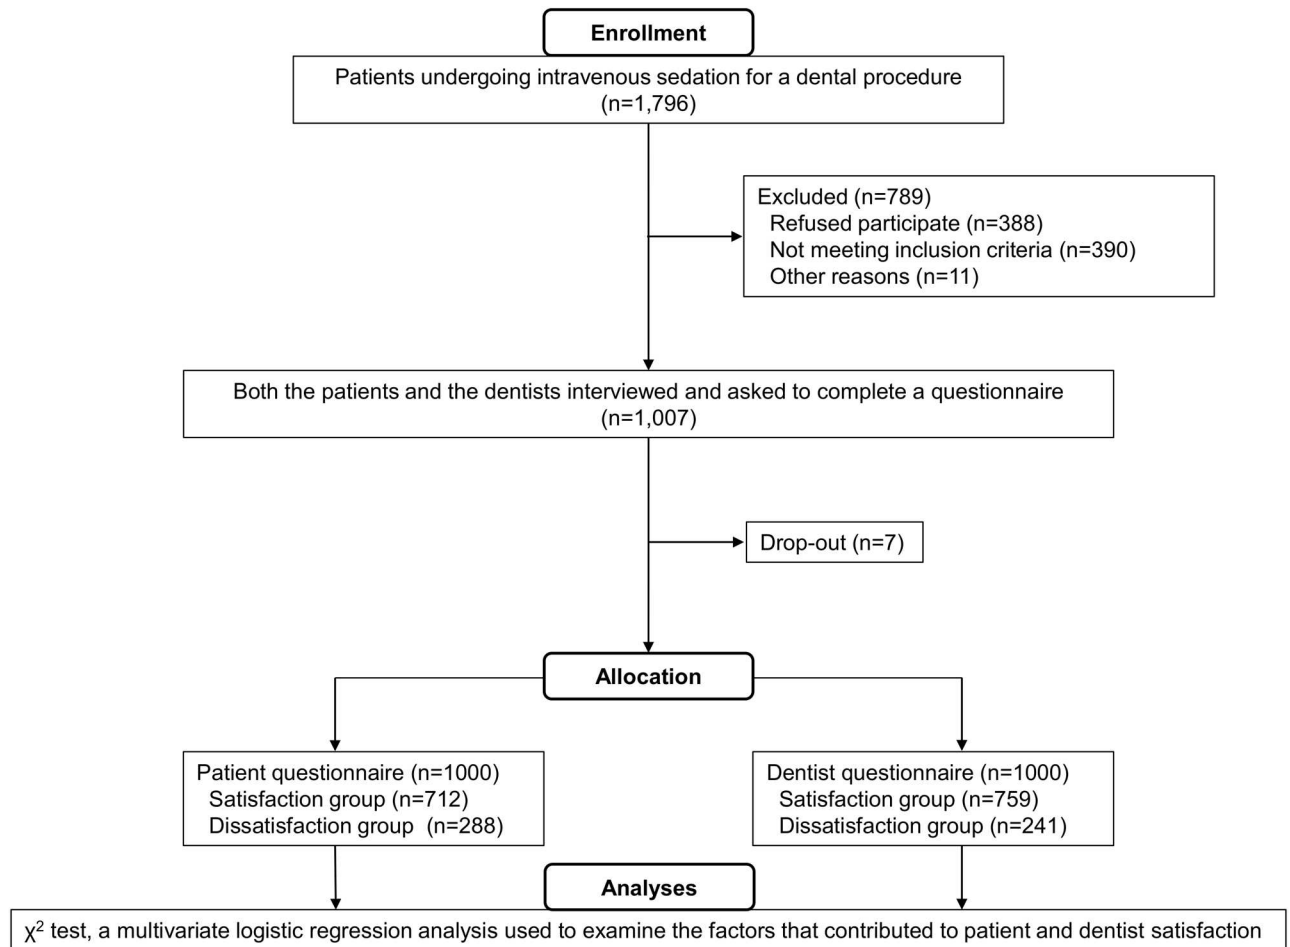 Enrollment
Patients undergoing intravenous sedation for a dental procedure
(n=1,796)
Excluded (n=789)
Refused participate (n=388)
Not meeting inclusion criteria (n=390)
Other reasons (n=11)
Both the patients and the dentists interviewed and asked to complete a questionnaire
(n=1,007)
Drop-out (n=7)
Allocation
Patient questionnaire (n=1000)
Satisfaction group (n=712)
Dissatisfaction group (n=288)
Dentist questionnaire (n=1000)
Satisfaction group (n=759)
Dissatisfaction group (n=241)
Analyses
χ² test, a multivariate logistic regression analysis used to examine the factors that contributed to patient and dentist satisfaction